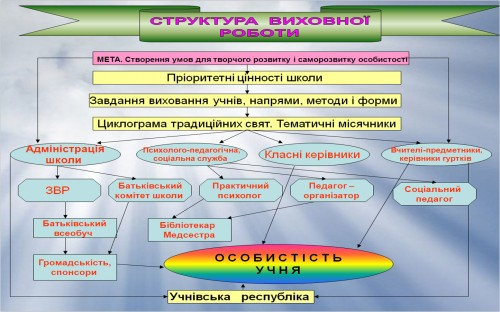 СТРУКТУРА ВИХОВНОЇ
РОБОТИ
МЕТА. Створення умов для творчого розвитку і саморозвитку особистості
Пріоритетні цінності школи
Завдання виховання учнів, напрями, методи і форми
Циклограма традиційних свят. Тематичні місячники
Адміністрація
школи
Психолого-педагогічна,
соціальна служба
Класні керівники
Вчителі-предметники,
керівники гуртків
ЗВР
Батьківський
комітет школи
Практичний
психолог
Педагог –
організатор
Соціальний
педагог
Батьківський
всеобуч
Бібліотекар
Медсестра
Громадськість,
спонсори
ОСОБИСТІСТЬ
УЧНЯ
Учнівська республіка